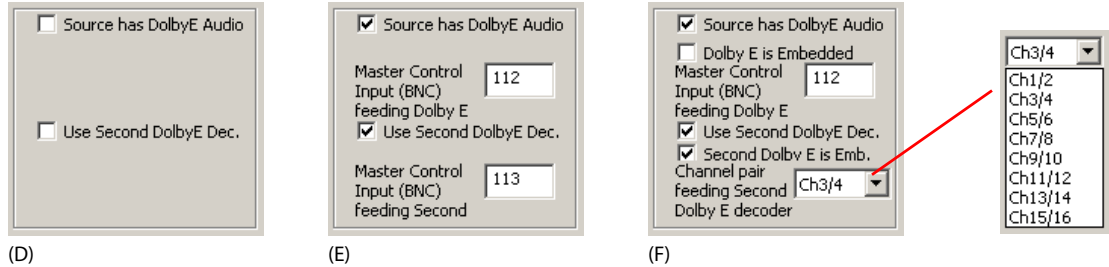 Source has DolbyE Audio
Use Second DolbyE Dec.
(D)
Source has DolbyE Audio
Master Control
Input (BNC)
feeding Dolby E
112
Use Second DolbyE Dec.
Master Control
Input (BNC)
feeding Second
113
(E)
Source has DolbyE Audio
Dolby E is Embedded
Master Control
Input (BNC)
feeding Dolby E
112
Use Second DolbyE Dec.
Second Dolby E is Emb.
Channel pair
feeding Second
Dolby E decoder
Ch3/4
(F)
Ch3/4
Ch1/2
Ch3/4
Ch5/6
Ch7/8
Ch9/10
Ch11/12
Ch13/14
Ch15/16